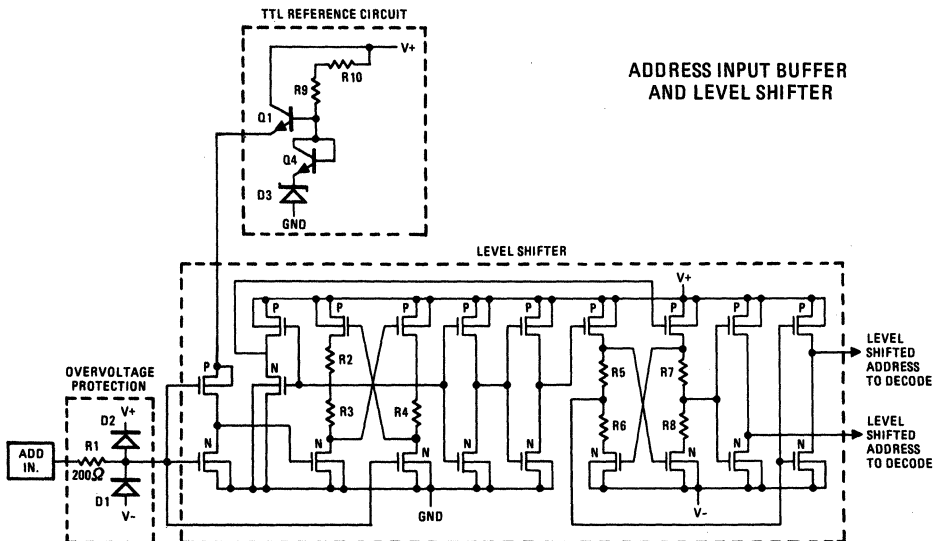 TTL REFERENCE CIRCUIT
V+
R10
R9
Q1
Q4
D3
GND
ADDRESS INPUT BUFFER
AND LEVEL SHIFTER
LEVEL SHIFTER
V+
P
P
P
P
P
P
P
P
P
R2
R5
R7
LEVEL
SHIFTED
ADDRESS
TO DECODE
P
N
OVERVOLTAGE
PROTECTION
V+
D2
R3
R4
R6
R8
LEVEL
SHIFTED
ADDRESS
TO DECODE
ADD
IN.
R1
200Ω
N
N
N
N
N
N
N
N
N
D1
V-
GND
V-